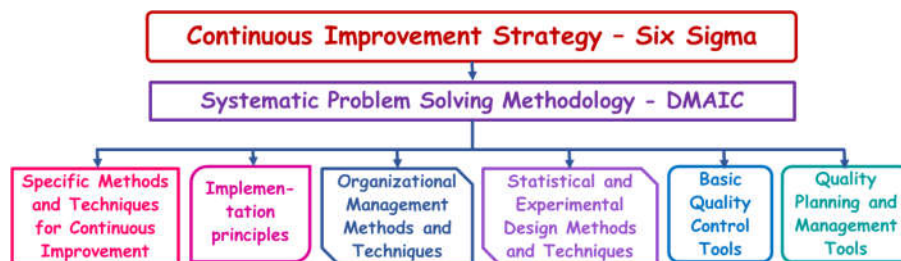 Continuous Improvement Strategy – Six Sigma
Systematic Problem Solving Methodology - DMAIC
Specific Methods
and Techniques
for Continuous
Improvement
Implemen-
tation
principles
Organizational
Management
Methods and
Techniques
Statistical and
Experimental
Design Methods
and Techniques
Basic
Quality
Control
Tools
Quality
Planning and
Management
Tools